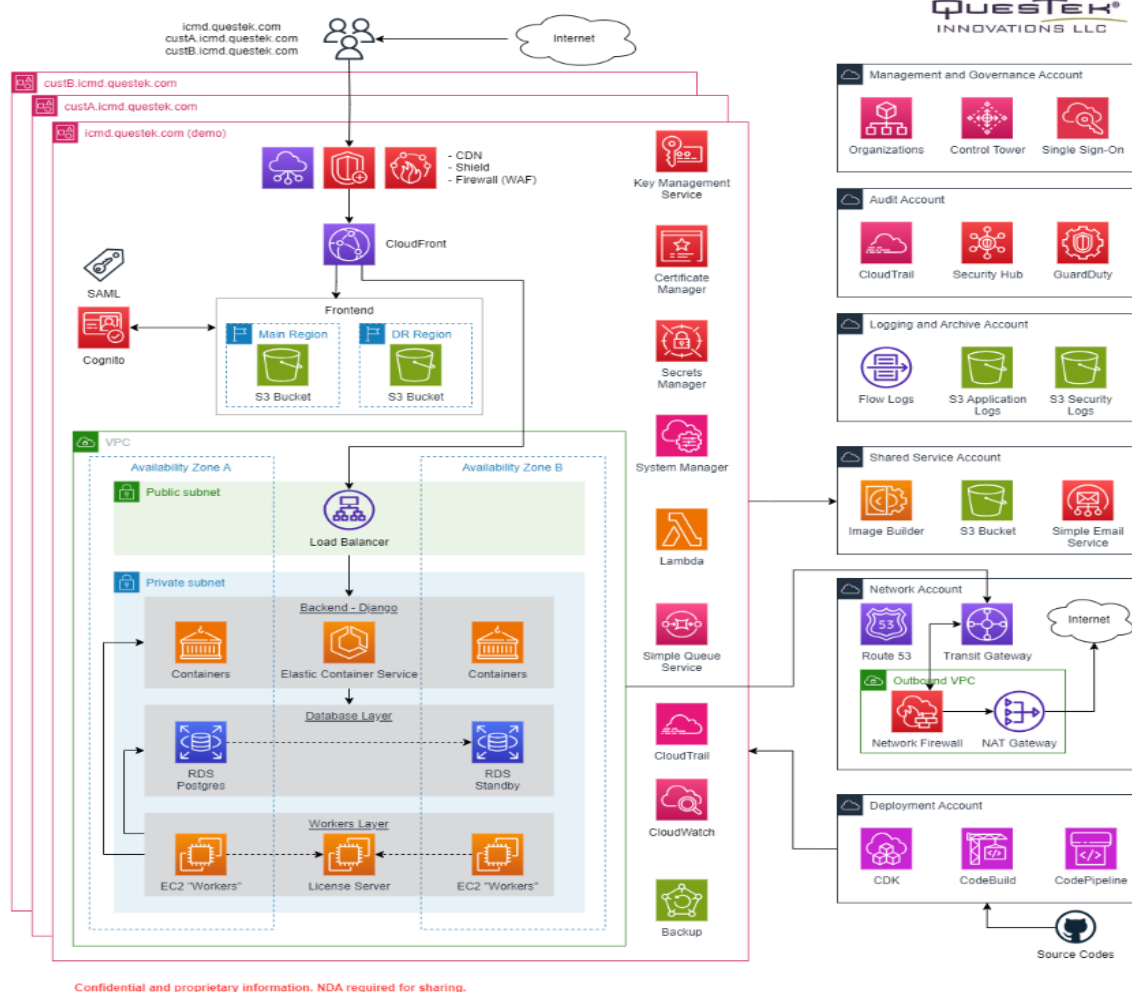 QUESTEK®
INNOVATIONS LLC
icmd.questek.com
custA.icmd.questek.com
custB.icmd.questek.com
Internet
custB.icmd.questek.com
custA.icmd.questek.com
icmd.questek.com (demo)
- CDN
- Shield
- Firewall (WAF)
CloudFront
SAML
Cognito
Frontend
Main Region
S3 Bucket
DR Region
S3 Bucket
VPC
Availability Zone A
Availability Zone B
Public subnet
Load Balancer
Private subnet
Backend - Django
Containers
Elastic Container Service
Containers
Database Layer
RDS
Postgres
RDS
Standby
Workers Layer
EC2 "Workers"
License Server
EC2 "Workers"
Key Management
Service
Certificate
Manager
Secrets
Manager
System Manager
Lambda
Simple Queue
Service
CloudTrail
CloudWatch
Backup
Management and Governance Account
Organizations
Control Tower
Single Sign-On
Audit Account
CloudTrail
Security Hub
GuardDuty
Logging and Archive Account
Flow Logs
S3 Application
Logs
S3 Security
Logs
Shared Service Account
Image Builder
S3 Bucket
Simple Email
Service
Network Account
53
Route 53
Transit Gateway
Internet
Outbound VPC
Network Firewall
NAT Gateway
Deployment Account
CDK
CodeBuild
CodePipeline
Source Codes
Confidential and proprietary information. NDA required for sharing.